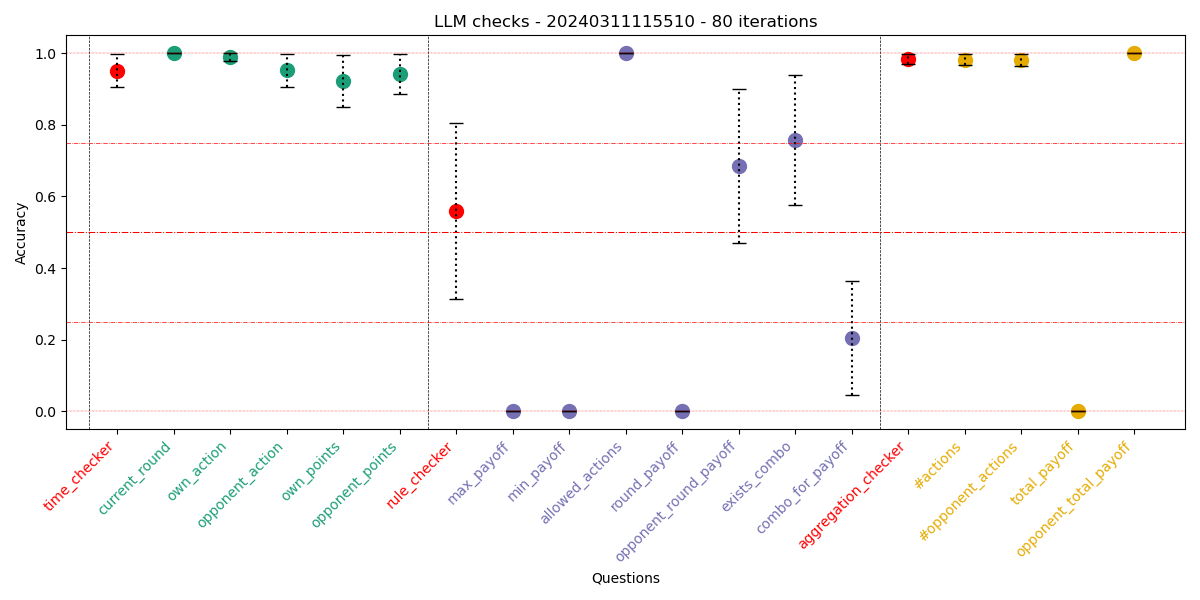 LLM checks - 20240311115510 - 80 iterations
Accuracy
1.0
0.8
0.6
0.4
0.2
0.0
time_checker
current_round
own_action
opponent_action
own_points
opponent_points
rule_checker
max_payoff
min_payoff
allowed_actions
round_payoff
opponent_round_payoff
exists_combo
combo_for_payoff
aggregation_checker
#actions
#opponent_actions
total_payoff
opponent_total_payoff
Questions